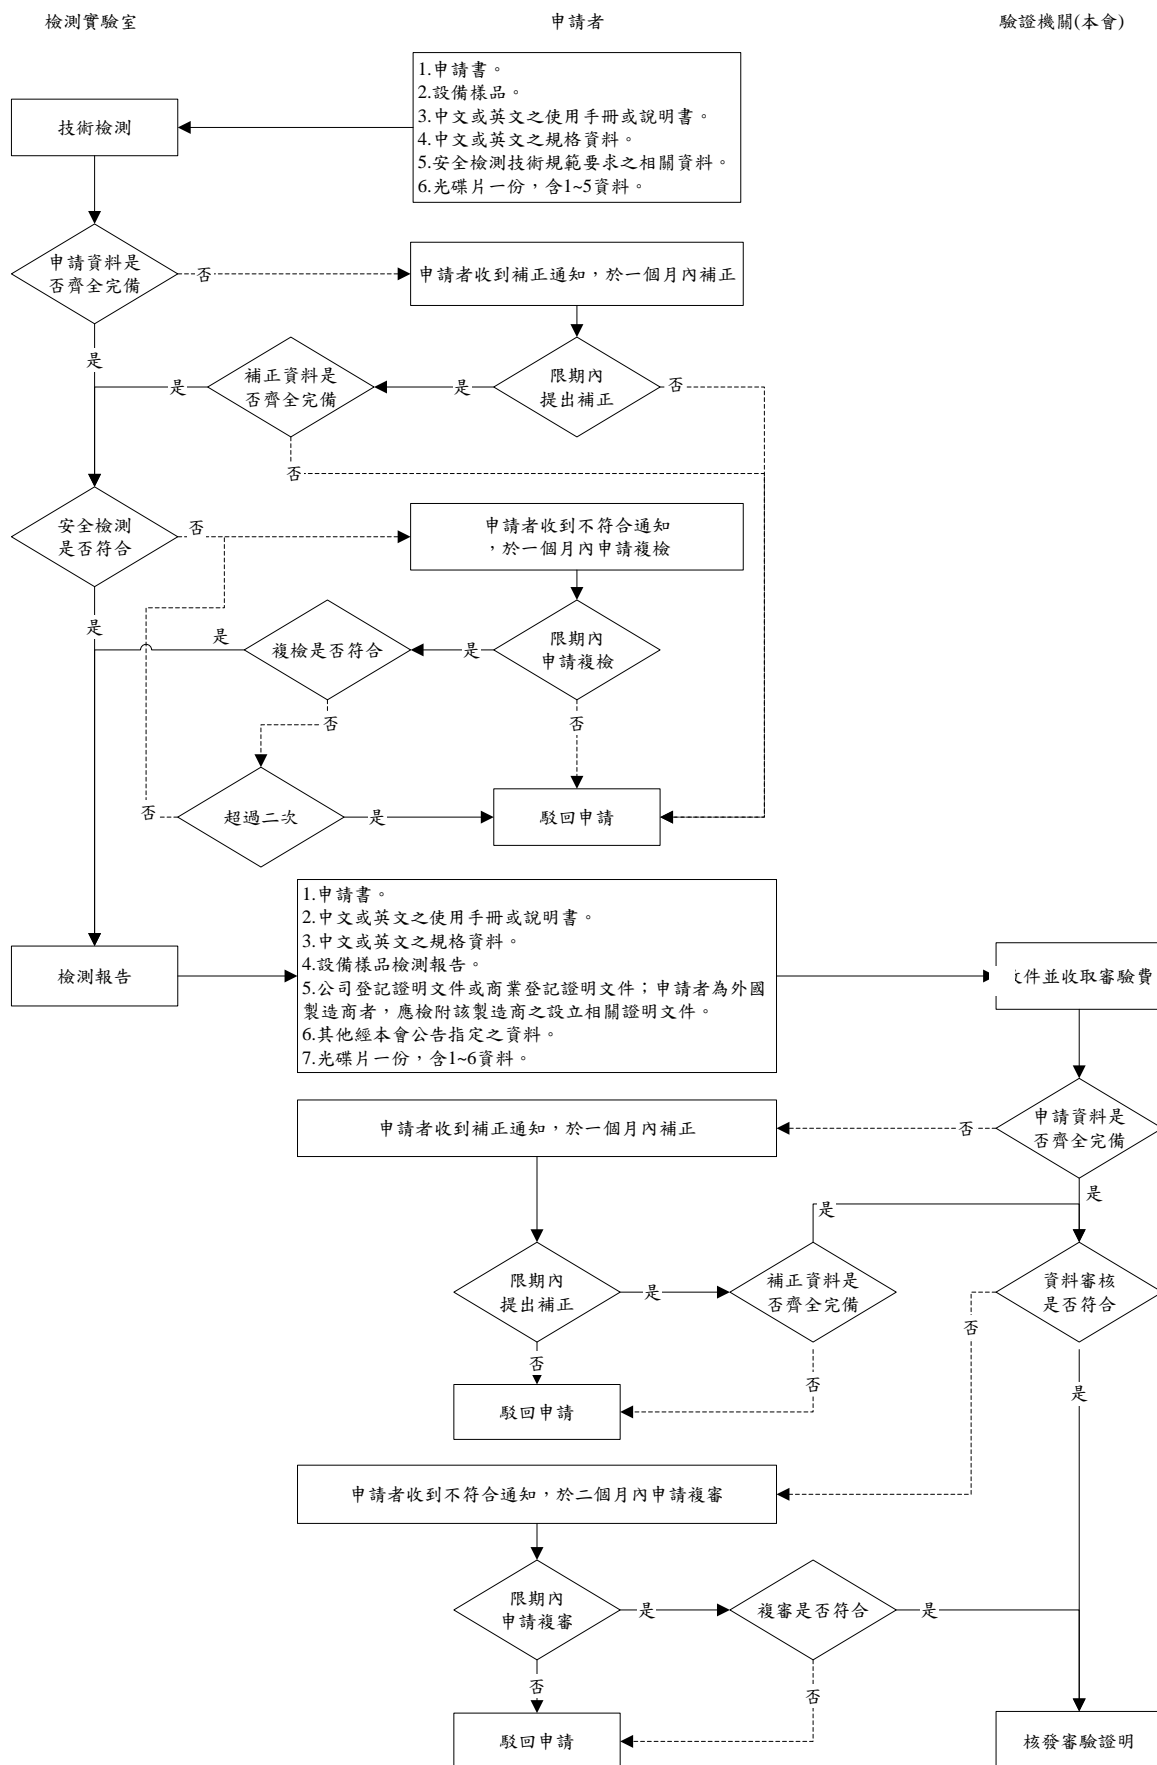 檢測實驗室
申請者
驗證機關(本會)
1.申請書。
2.設備樣品。
3.中文或英文之使用手冊或說明書。
4.中文或英文之規格資料。
5.安全檢測技術規範要求之相關資料。
6.光碟片一份，含1~5資料。
技術檢測
申請資料是
否齊全完備
否
申請者收到補正通知，於一個月內補正
是
補正資料是
否齊全完備
是
是
限期內
提出補正
否
否
安全檢測
是否符合
否
申請者收到不符合通知
，於一個月內申請複檢
是
是
複檢是否符合
是
限期內
申請複檢
否
否
否
超過二次
是
駁回申請
1.申請書。
2.中文或英文之使用手冊或說明書。
3.中文或英文之規格資料。
4.設備樣品檢測報告。
5.公司登記證明文件或商業登記證明文件；申請者為外國
製造商者，應檢附該製造商之設立相關證明文件。
6.其他經本會公告指定之資料。
7.光碟片一份，含1~6資料。
檢測報告
件並收取審驗費
申請者收到補正通知，於一個月內補正
否
申請資料是
否齊全完備
是
是
限期內
提出補正
是
補正資料是
否齊全完備
資料審核
是否符合
否
否
否
是
駁回申請
申請者收到不符合通知，於二個月內申請複審
限期內
申請複審
是
複審是否符合
是
否
否
駁回申請
核發審驗證明